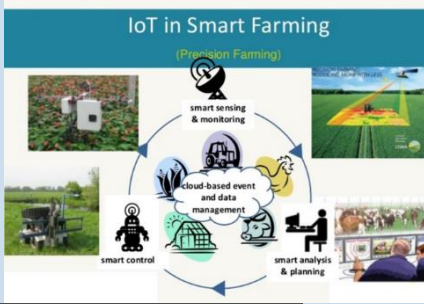 IoT in Smart Farming
(Precision Farming)
smart sensing
& monitoring
cloud-based event
and data
management
smart control
smart analysis
& planning